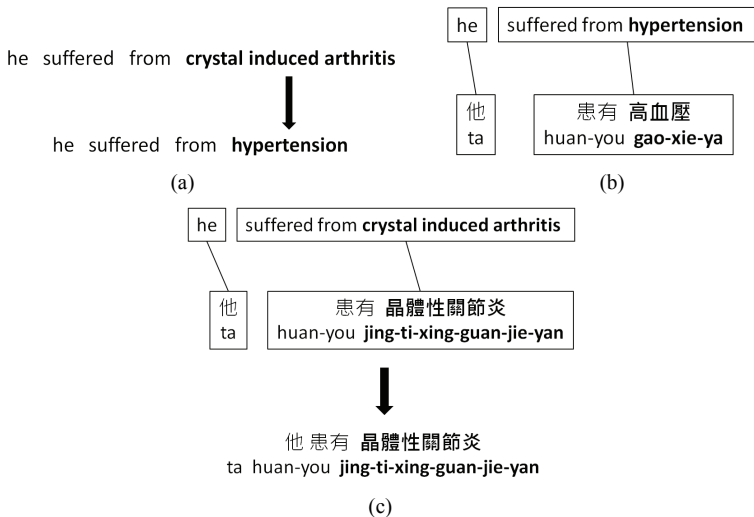 he suffered from crystal induced arthritis
he suffered from hypertension
(a)
he suffered from hypertension
他 患有 高血壓
ta huan-you gao-xie-ya
(b)
he suffered from crystal induced arthritis
他 患有 晶體性關節炎
ta huan-you jing-ti-xing-guan-jie-yan
他 患有 晶體性關節炎
ta huan-you jing-ti-xing-guan-jie-yan
(c)